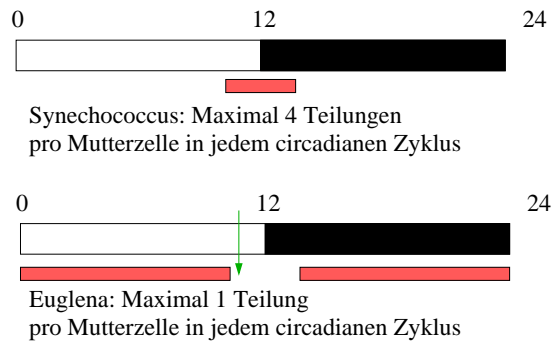 0 12 24
Synechococcus: Maximal 4 Teilungen
pro Mutterzelle in jedem circadianen Zyklus
0 12 24
Euglena: Maximal 1 Teilung
pro Mutterzelle in jedem circadianen Zyklus